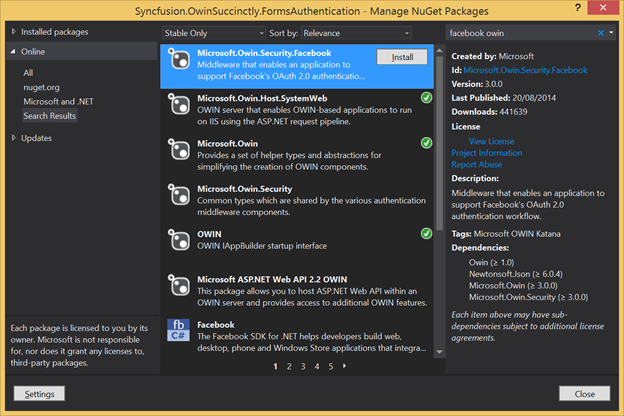 Syncfusion.OwinSuccinctly.FormsAuthentication - Manage NuGet Packages
?
Installed packages
Online
All
nuget.org
Microsoft and .NET
Search Results
Updates
Each package is licensed to you by its
owner. Microsoft is not responsible
for, nor does it grant any licenses to,
third-party packages.
Stable Only
Sort by: Relevance
Microsoft.Owin.Security.Facebook
Middleware that enables an application to
support Facebook's OAuth 2.0 authenticatio...
Install
Microsoft.Owin.Host.SystemWeb
OWIN server that enables OWIN-based applications to run
on IIS using the ASP.NET request pipeline.
Microsoft.Owin
Provides a set of helper types and abstractions for
simplifying the creation of OWIN components.
Microsoft.Owin.Security
Common types which are shared by the various authentication
middleware components.
OWIN
OWIN IAppBuilder startup interface
Microsoft ASP.NET Web API 2.2 OWIN
This package allows you to host ASP.NET Web API within an
OWIN server and provides access to additional OWIN features.
fb
C#
Facebook
The Facebook SDK for .NET helps developers build web,
desktop, phone and Windows Store applications that integra...
1 2 3 4 5
facebook owin
Created by: Microsoft
Id: Microsoft.Owin.Security.Facebook
Version: 3.0.0
Last Published: 20/08/2014
Downloads: 441639
License
View License
Project Information
Report Abuse
Description:
Middleware that enables an application to
support Facebook's OAuth 2.0
authentication workflow.
Tags: Microsoft OWIN Katana
Dependencies:
Owin (≥ 1.0)
Newtonsoft.Json (≥ 6.0.4)
Microsoft.Owin (≥ 3.0.0)
Microsoft.Owin.Security (≥ 3.0.0)
Each item above may have sub-
dependencies subject to additional license
agreements.
Settings
Close